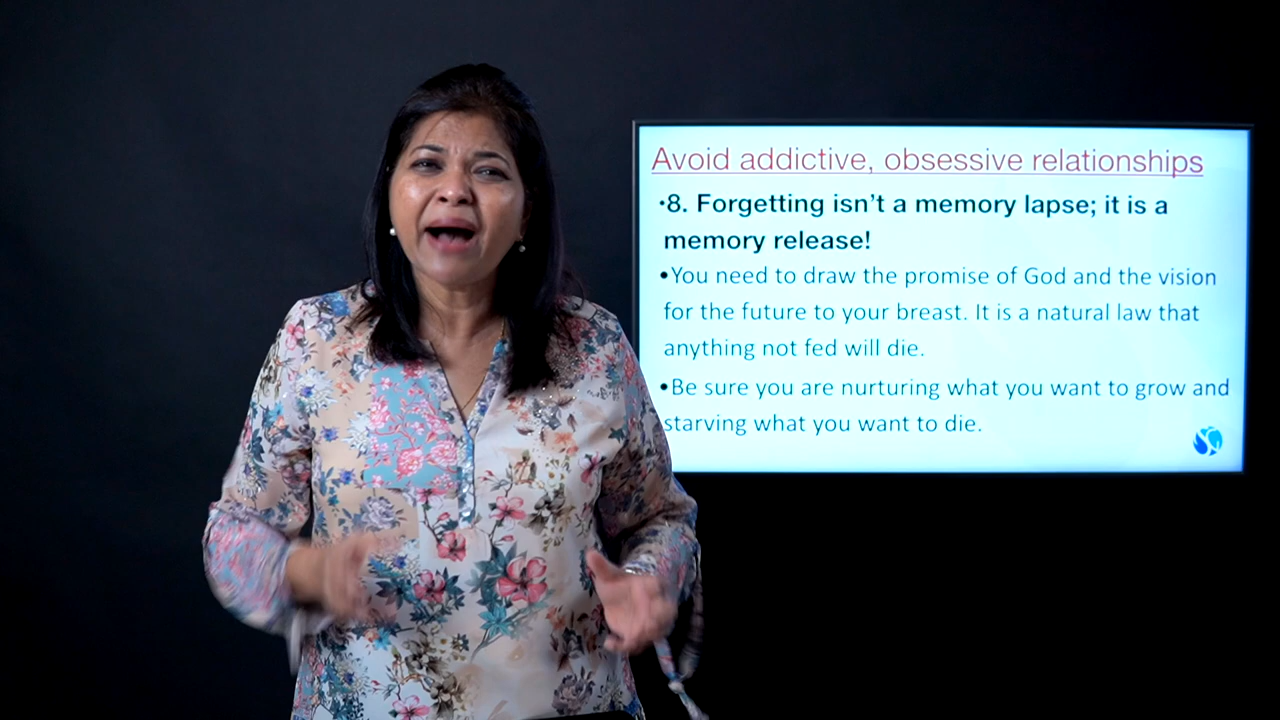 Avoid addictive, obsessive relationships
•8. Forgetting isn't a memory lapse; it is a
memory release!
•You need to draw the promise of God and the vision
for the future to your breast. It is a natural law that
anything not fed will die.
•Be sure you are nurturing what you want to grow and
starving what you want to die.